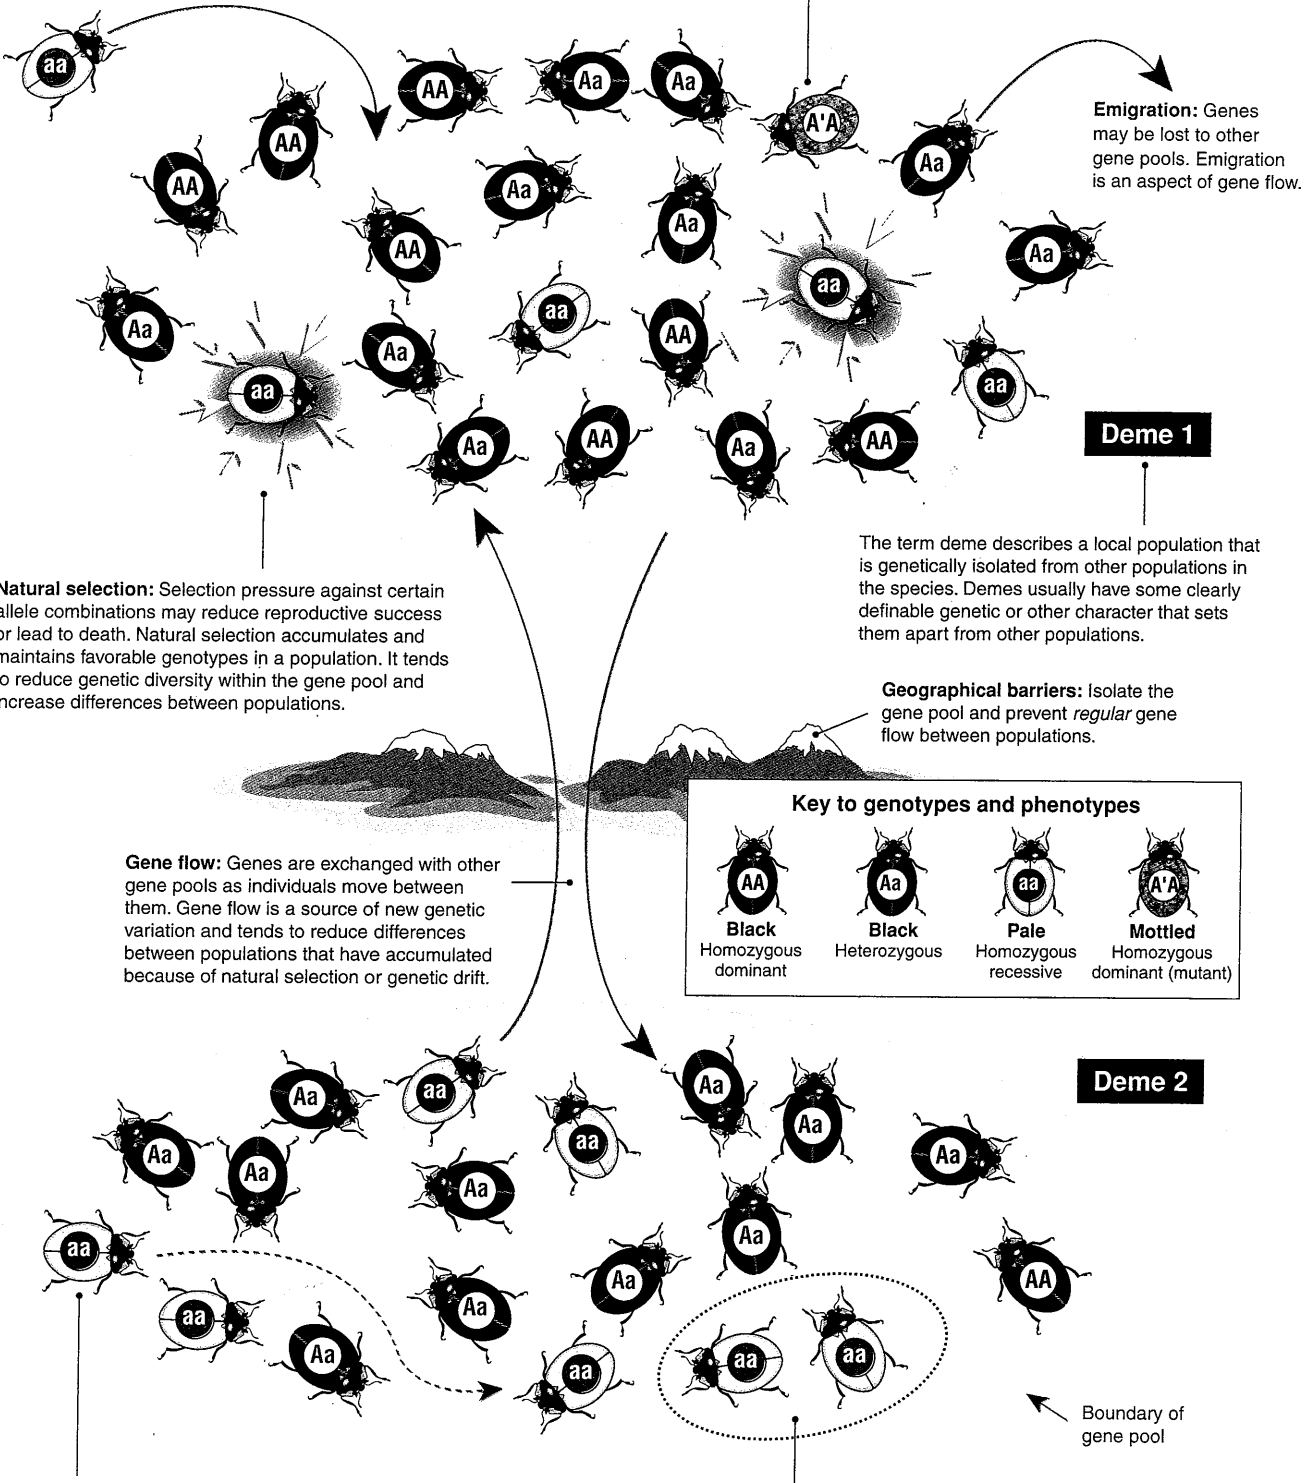 aa
AA
Aa
Aa
A'A
AA
Aa
Emigration: Genes
may be lost to other
gene pools. Emigration
is an aspect of gene flow.
AA
Aa
Aa
AA
Aa
aa
aa
Aa
AA
Aa
aa
aa
Aa
AA
Aa
AA
Deme 1
The term deme describes a local population that
is genetically isolated from other populations in
the species. Demes usually have some clearly
definable genetic or other character that sets
them apart from other populations.
Natural selection: Selection pressure against certain
allele combinations may reduce reproductive success
or lead to death. Natural selection accumulates and
maintains favorable genotypes in a population. It tends
to reduce genetic diversity within the gene pool and
increase differences between populations.
Geographical barriers: Isolate the
gene pool and prevent regular gene
flow between populations.
Key to genotypes and phenotypes
AA
Aa
aa
A'A
Black
Homozygous
dominant
Black
Heterozygous
Pale
Homozygous
recessive
Mottled
Homozygous
dominant (mutant)
Gene flow: Genes are exchanged with other
gene pools as individuals move between
them. Gene flow is a source of new genetic
variation and tends to reduce differences
between populations that have accumulated
because of natural selection or genetic drift.
Deme 2
Aa
aa
Aa
Aa
aa
Aa
Aa
Aa
Aa
Aa
aa
Aa
Aa
Aa
AA
aa
Aa
aa
aa
aa
Boundary of
gene pool